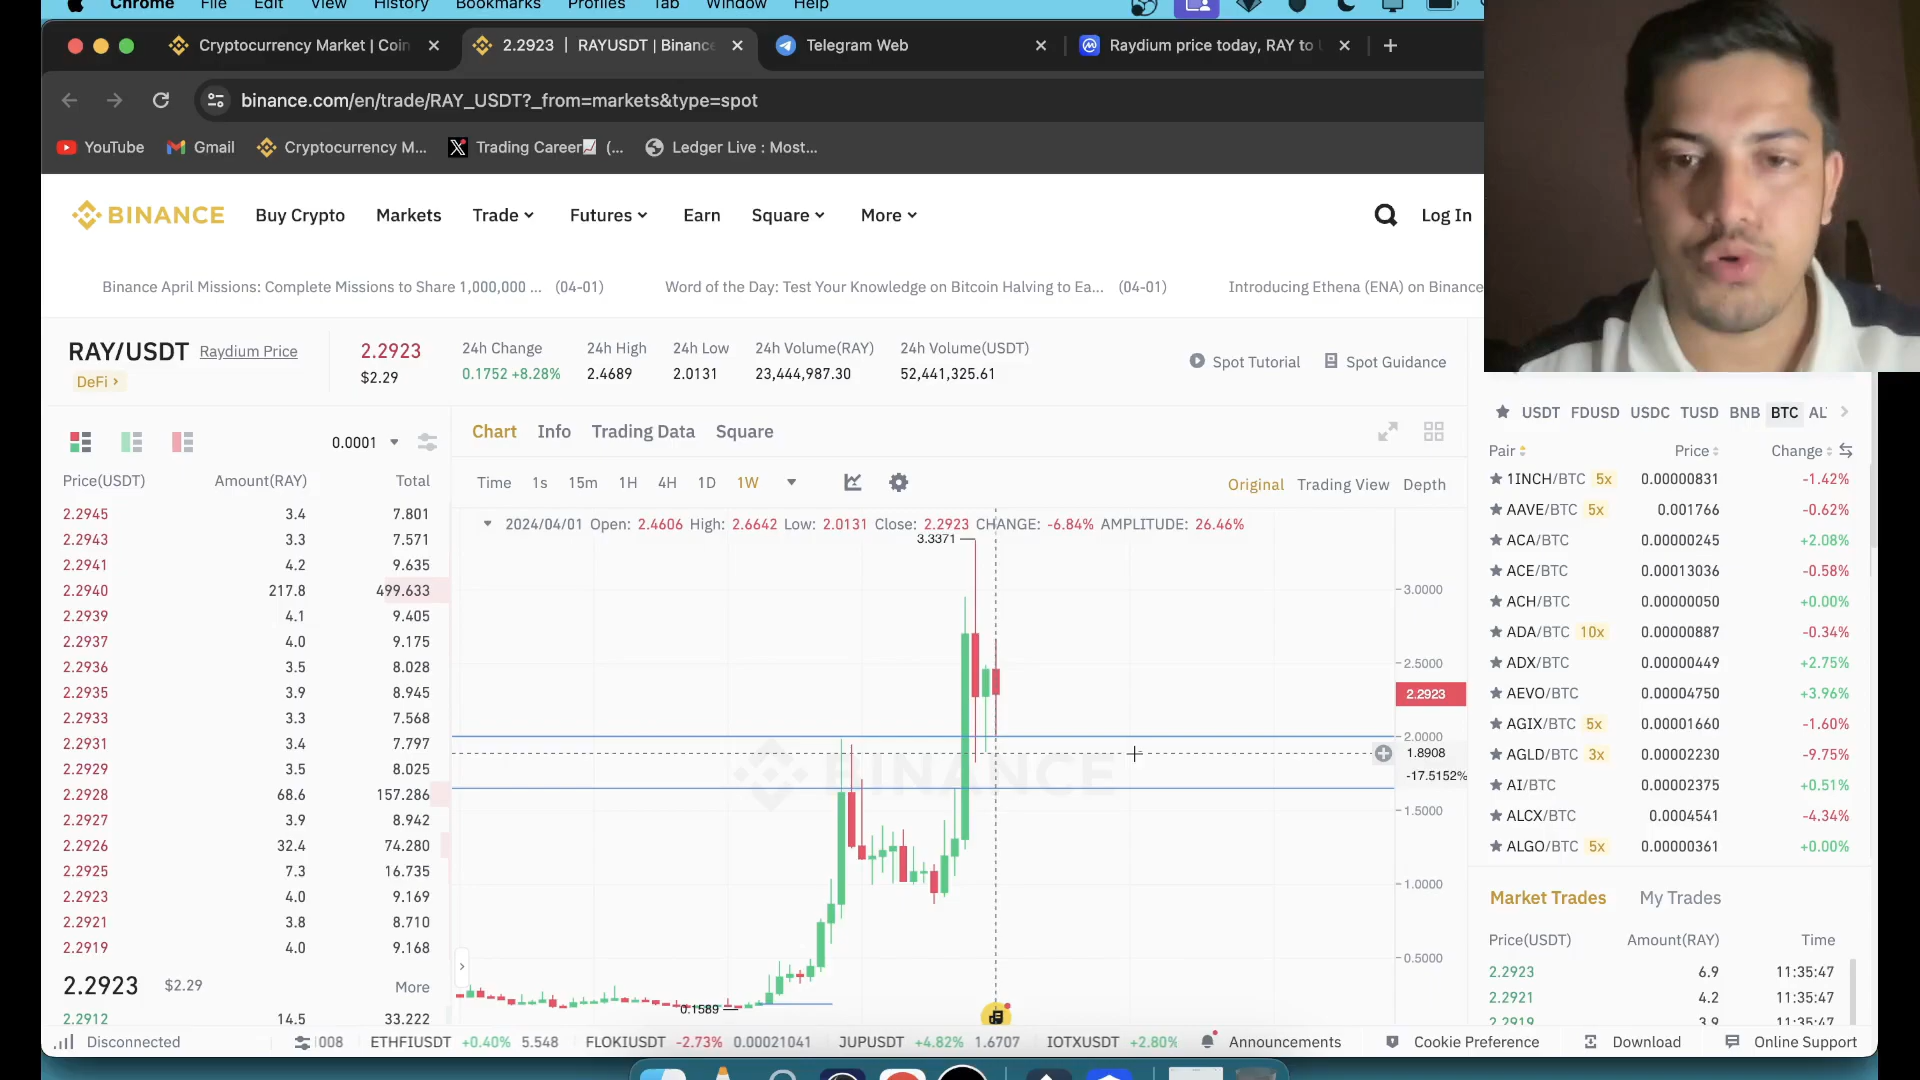 Chrome File Edit View History Bookmarks Profiles Tab Window Help
Cryptocurrency Market | Coin 2.2923 | RAYUSDT | Binance Telegram Web Raydium price today, RAY to
binance.com/en/trade/RAY_USDT?_from=markets&type=spot
YouTube Gmail Cryptocurrency M... Trading Career📈 (... Ledger Live : Most...
BINANCE Buy Crypto Markets Trade Futures Earn Square More Log In
Binance April Missions: Complete Missions to Share 1,000,000 ... (04-01) Word of the Day: Test Your Knowledge on Bitcoin Halving to Ea... (04-01) Introducing Ethena (ENA) on Binance
RAY/USDT Raydium Price 2.2923 24h Change 24h High 24h Low 24h Volume(RAY) 24h Volume(USDT)
DeFi $2.29 0.1752 +8.28% 2.4689 2.0131 23,444,987.30 52,441,325.61
Spot Tutorial Spot Guidance
0.0001
Price(USDT) Amount(RAY) Total
2.2945 3.4 7.801
2.2943 3.3 7.571
2.2941 4.2 9.635
2.2940 217.8 499.633
2.2939 4.1 9.405
2.2937 4.0 9.175
2.2936 3.5 8.028
2.2935 3.9 8.945
2.2933 3.3 7.568
2.2931 3.4 7.797
2.2929 3.5 8.025
2.2928 68.6 157.286
2.2927 3.9 8.942
2.2926 32.4 74.280
2.2925 7.3 16.735
2.2923 4.0 9.169
2.2921 3.8 8.710
2.2919 4.0 9.168
2.2923 $2.29 More
2.2912 14.5 33.222
Chart Info Trading Data Square
Time 1s 15m 1H 4H 1D 1W Original Trading View Depth
2024/04/01 Open: 2.4606 High: 2.6642 Low: 2.0131 Close: 2.2923 CHANGE: -6.84% AMPLITUDE: 26.46%
3.3371
3.0000
2.5000
2.2923
2.0000
1.8908
-17.5152%
BINANCE
1.5000
1.0000
0.5000
0.1589
USDT FDUSD USDC TUSD BNB BTC AL
Pair Price Change
1INCH/BTC 5x 0.00000831 -1.42%
AAVE/BTC 5x 0.001766 -0.62%
ACA/BTC 0.00000245 +2.08%
ACE/BTC 0.00013036 -0.58%
ACH/BTC 0.00000050 +0.00%
ADA/BTC 10x 0.00000887 -0.34%
ADX/BTC 0.00000449 +2.75%
AEVO/BTC 0.00004750 +3.96%
AGIX/BTC 5x 0.00001660 -1.60%
AGLD/BTC 3x 0.00002230 -9.75%
AI/BTC 0.00002375 +0.51%
ALCX/BTC 0.0004541 -4.34%
ALGO/BTC 5x 0.00000361 +0.00%
Market Trades My Trades
Price(USDT) Amount(RAY) Time
2.2923 6.9 11:35:47
2.2921 4.2 11:35:47
2.2919 3.9 11:35:47
Disconnected 008 ETHFIUSDT +0.40% 5.548 FLOKIUSDT -2.73% 0.00021041 JUPUSDT +4.82% 1.6707 IOTXUSDT +2.80% Announcements Cookie Preference Download Online Support